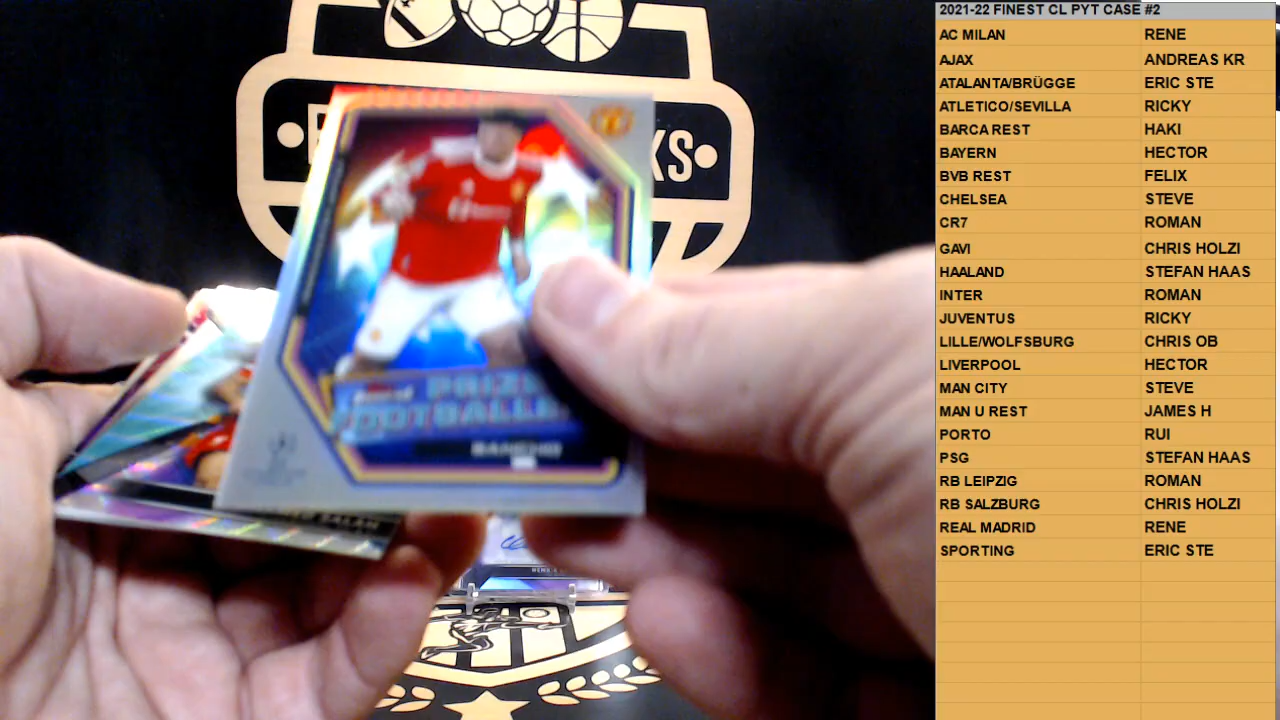 2021-22 FINEST CL PYT CASE #2
AC MILAN RENE
AJAX ANDREAS KR
ATALANTA/BRÜGGE ERIC STE
ATLETICO/SEVILLA RICKY
BARCA REST HAKI
BAYERN HECTOR
BVB REST FELIX
CHELSEA STEVE
CR7 ROMAN
GAVI CHRIS HOLZI
HAALAND STEFAN HAAS
INTER ROMAN
JUVENTUS RICKY
LILLE/WOLFSBURG CHRIS OB
LIVERPOOL HECTOR
MAN CITY STEVE
MAN U REST JAMES H
PORTO RUI
PSG STEFAN HAAS
RB LEIPZIG ROMAN
RB SALZBURG CHRIS HOLZI
REAL MADRID RENE
SPORTING ERIC STE
KS
SANCHO
SALAH